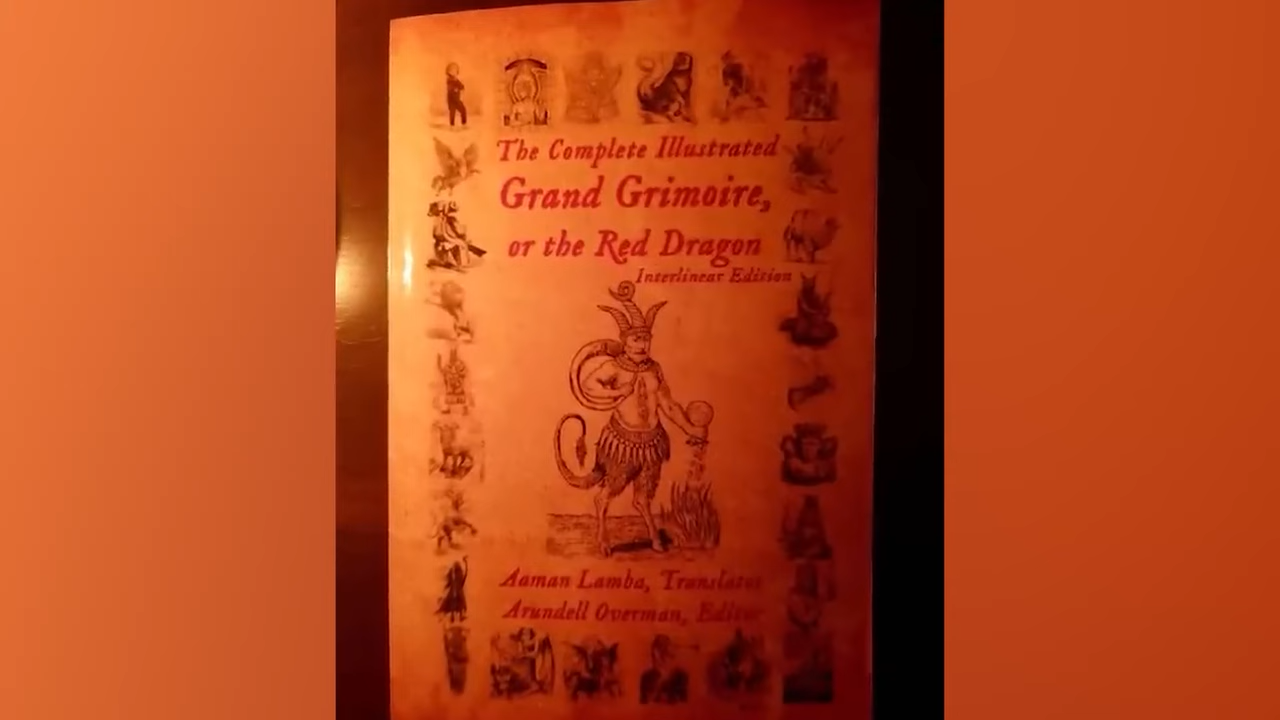 The Complete Illustrated
Grand Grimoire,
or the Red Dragon
Interlinear Edition
Aaman Lamba, Translator
Arundell Overman, Editor